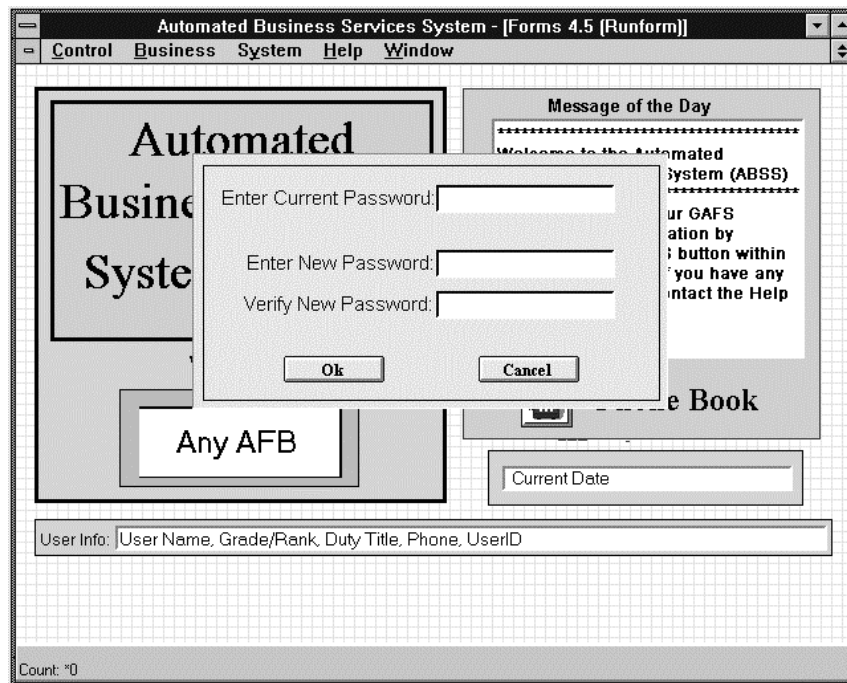 Automated Business Services System - [Forms 4.5 (Runform)]
Control Business System Help Window
Automated
Busine
Syste
Message of the Day
****************************************
Welcome to the Automated
System (ABSS)
****************************************
ur GAFS
ation by
button within
you have any
ntact the Help
Enter Current Password:
Enter New Password:
Verify New Password:
Ok Cancel
Book
Any AFB
Current Date
User Info: User Name, Grade/Rank, Duty Title, Phone, UserID
Count: *0